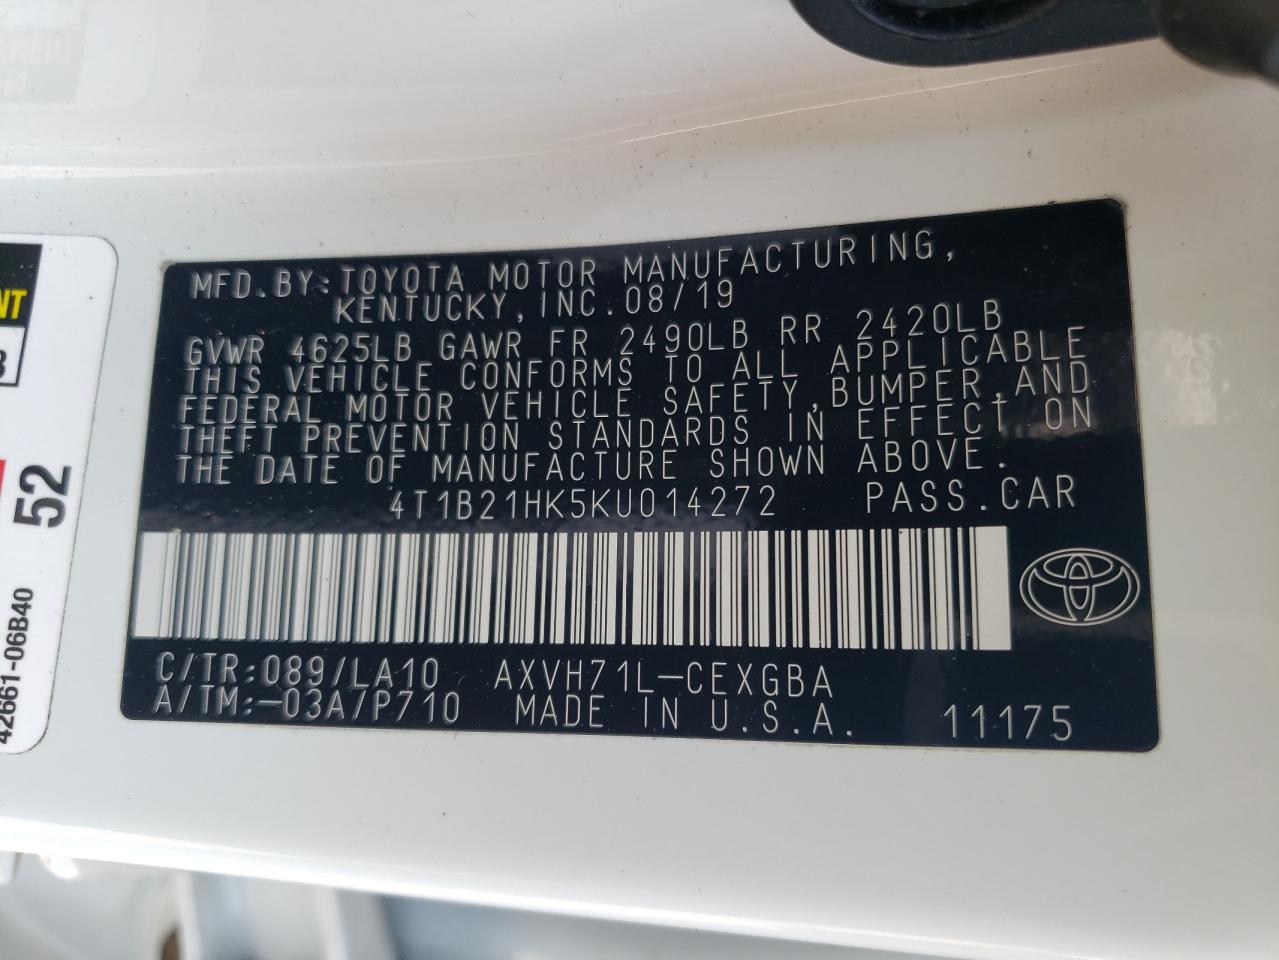 MFD.BY:TOYOTA MOTOR MANUFACTURING,
KENTUCKY,INC.08/19
GVWR 4625LB GAWR FR 2490LB RR 2420LB
THIS VEHICLE CONFORMS TO ALL APPLICABLE
FEDERAL MOTOR VEHICLE SAFETY,BUMPER,AND
THEFT PREVENTION STANDARDS IN EFFECT ON
THE DATE OF MANUFACTURE SHOWN ABOVE.
4T1B21HK5KU014272 PASS.CAR
C/TR:089/LA10 AXVH71L-CEXGBA
A/TM:-03A/P710 MADE IN U.S.A. 11175
NT
52
42661-06B40